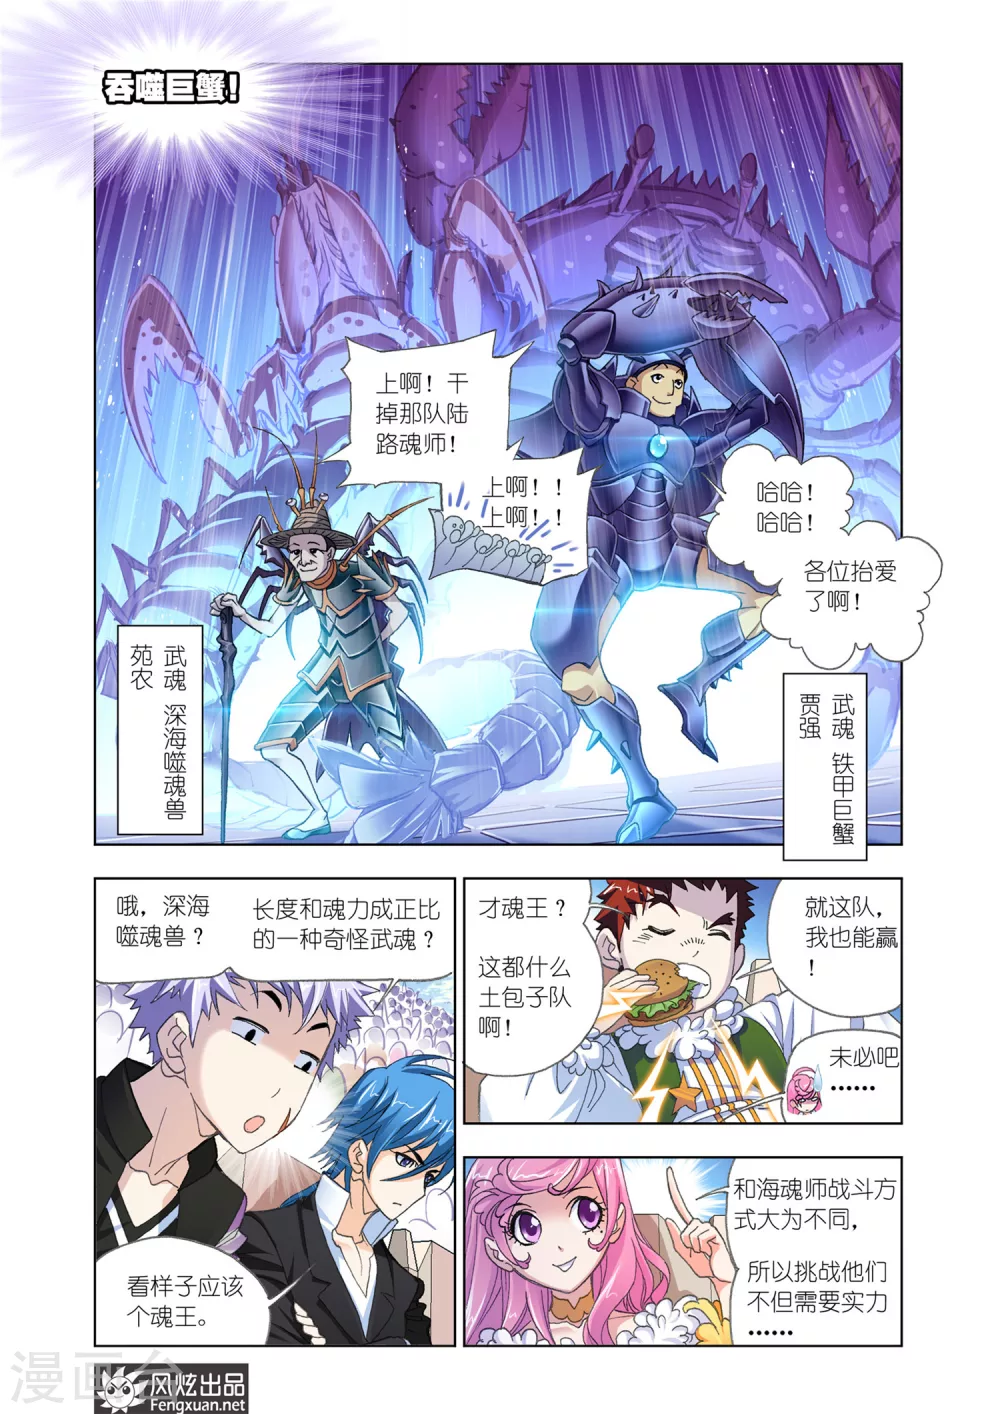 吞噬巨蟹！
上啊！干
掉那队陆
路魂师！
上啊！！
上啊！！
哈哈！
哈哈！
各位抬爱
了啊！
武魂 深海噬魂兽
苑农
武魂 铁甲巨蟹
贾强
哦，深海
噬魂兽？
长度和魂力成正比
的一种奇怪武魂？
看样子应该
个魂王。
才魂王？
这都什么
土包子队
啊！
就这队，
我也能赢
！
未必吧
……
和海魂师战斗方
式大为不同，
所以挑战他们
不但需要实力
……
漫画台
风炫出品
Fengxuan.net